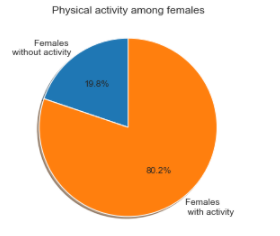 Physical activity among females
Females
without activity
19.8%
80.2%
Females
with activity